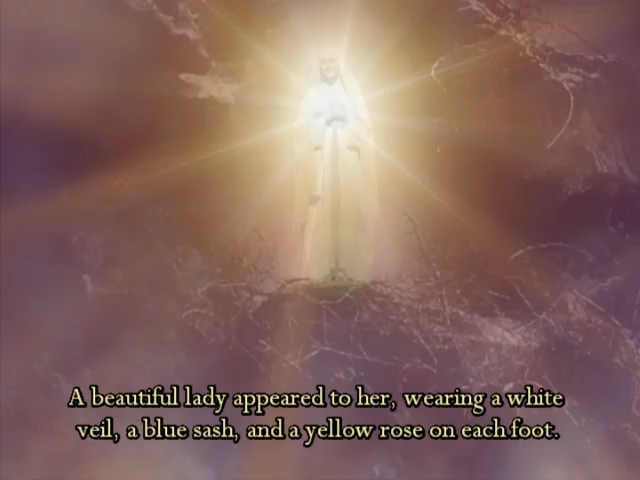 A beautiful lady appeared to her, wearing a white
veil, a blue sash, and a yellow rose on each foot.